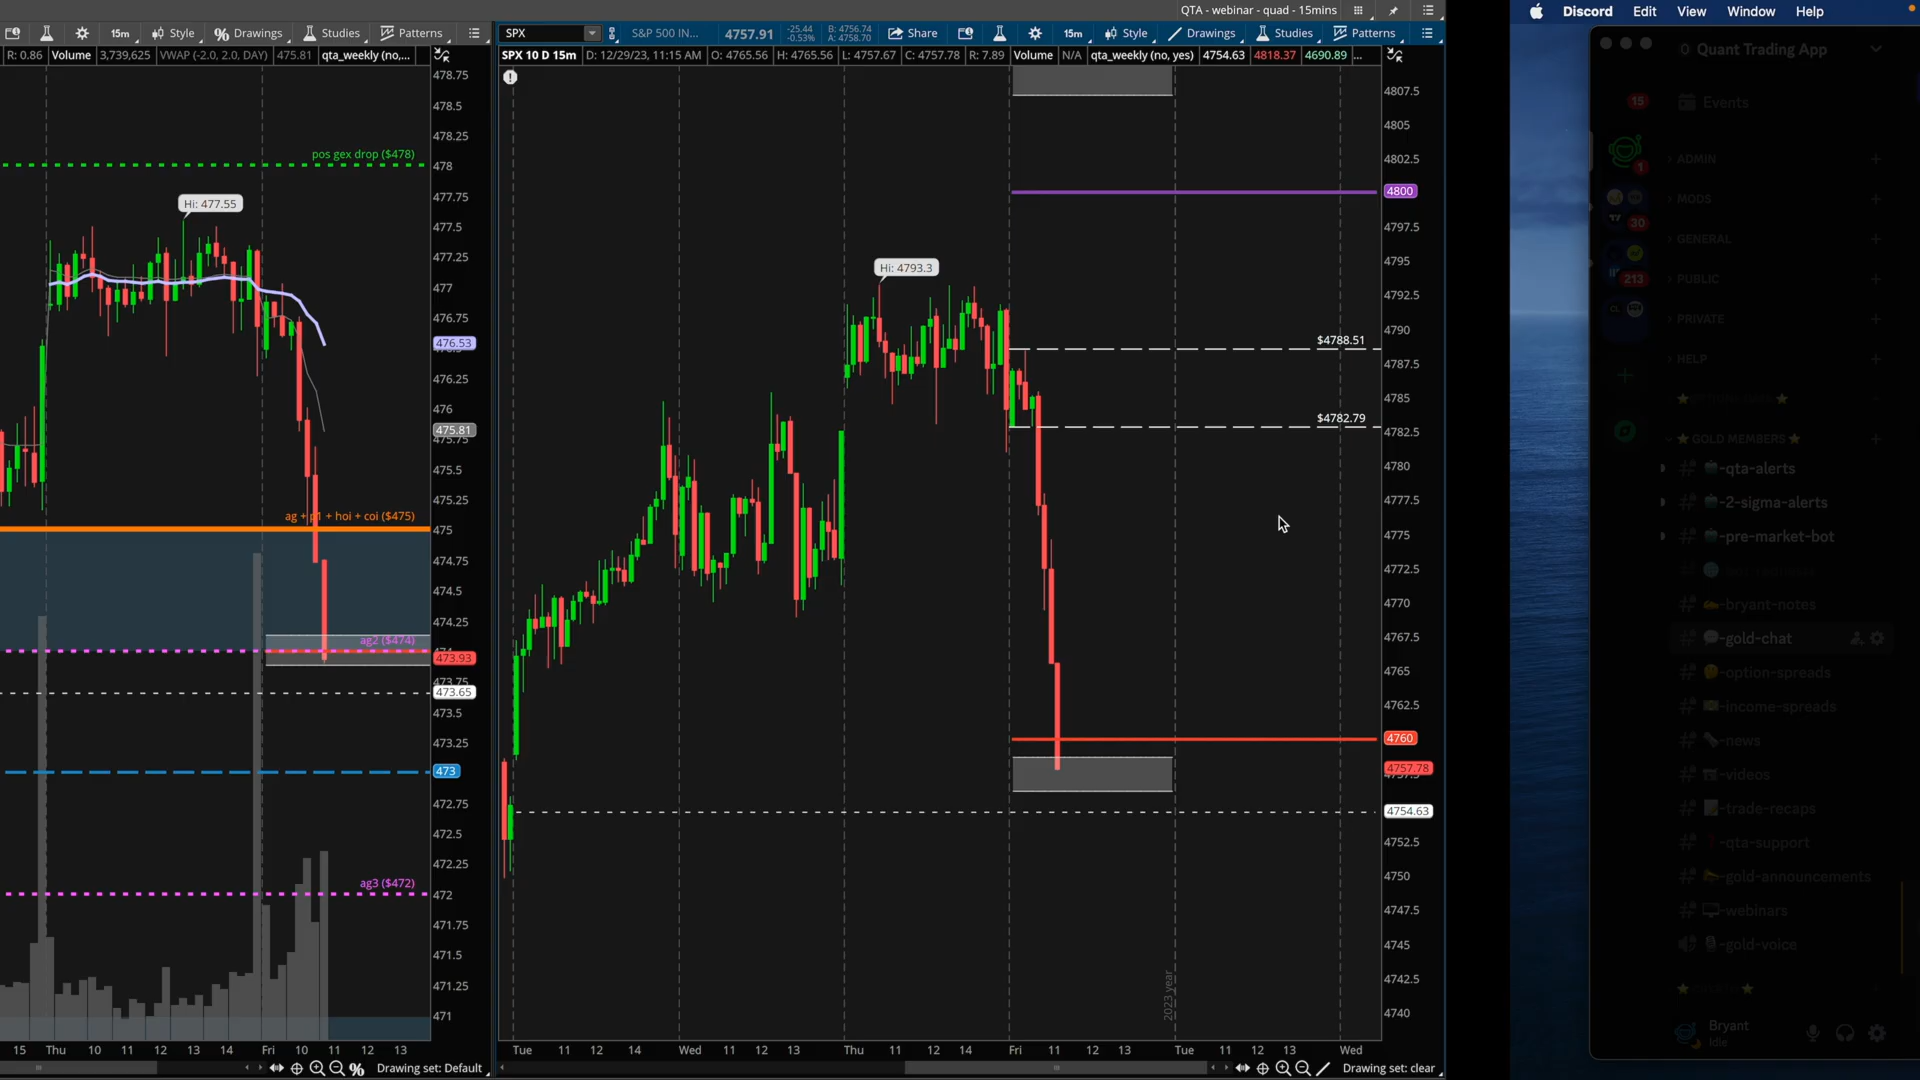 QTA - webinar - quad - 15mins
Discord Edit View Window Help
15m Style Drawings Studies Patterns
SPX
S&P 500 IN...
4757.91
-25.44
-0.53%
B: 4756.74
A: 4758.70
Share
15m Style Drawings Studies Patterns
R: 0.86 Volume 3,739,625 VWAP (-2.0, 2.0, DAY) 475.81 qta_weekly (no,...
SPX 10 D 15m D: 12/29/23, 11:15 AM O: 4765.56 H: 4765.56 L: 4757.67 C: 4757.78 R: 7.89 Volume N/A qta_weekly (no, yes) 4754.63 4818.37 4690.89 ...
478.75
478.5
478.25
pos gex drop ($478)
478
477.75
Hi: 477.55
477.5
477.25
477
476.75
476.53
476.25
476
475.81
475.75
475.5
475.25
ag + p1 + hoi + coi ($475)
475
474.75
474.5
474.25
ag2 ($474)
473.93
473.75
473.65
473.5
473.25
473
472.75
472.5
472.25
ag3 ($472)
472
471.75
471.5
471.25
471
15 Thu 10 11 12 13 14 Fri 10 11 12 13
Drawing set: Default
4807.5
4805
4802.5
4800
4797.5
4795
Hi: 4793.3
4792.5
4790
$4788.51
4787.5
4785
$4782.79
4782.5
4780
4777.5
4775
4772.5
4770
4767.5
4765
4762.5
4760
4757.78
4754.63
4752.5
4750
4747.5
4745
4742.5
4740
2023 year
Tue 11 12 14 Wed 11 12 13 Thu 11 12 14 Fri 11 12 13 Tue 11 12 13 Wed
Drawing set: clear
Quant Trading App
15
Events
1
ADMIN
30
MODS
GENERAL
213
PUBLIC
CL
PRIVATE
HELP
GOLD MEMBERS
-qta-alerts
-2-sigma-alerts
-pre-market-bot
-bryant-notes
-gold-chat
-option-spreads
-income-spreads
-news
-videos
-trade-recaps
-qta-support
-gold-announcements
-webinars
-gold-voice
Bryant
Idle